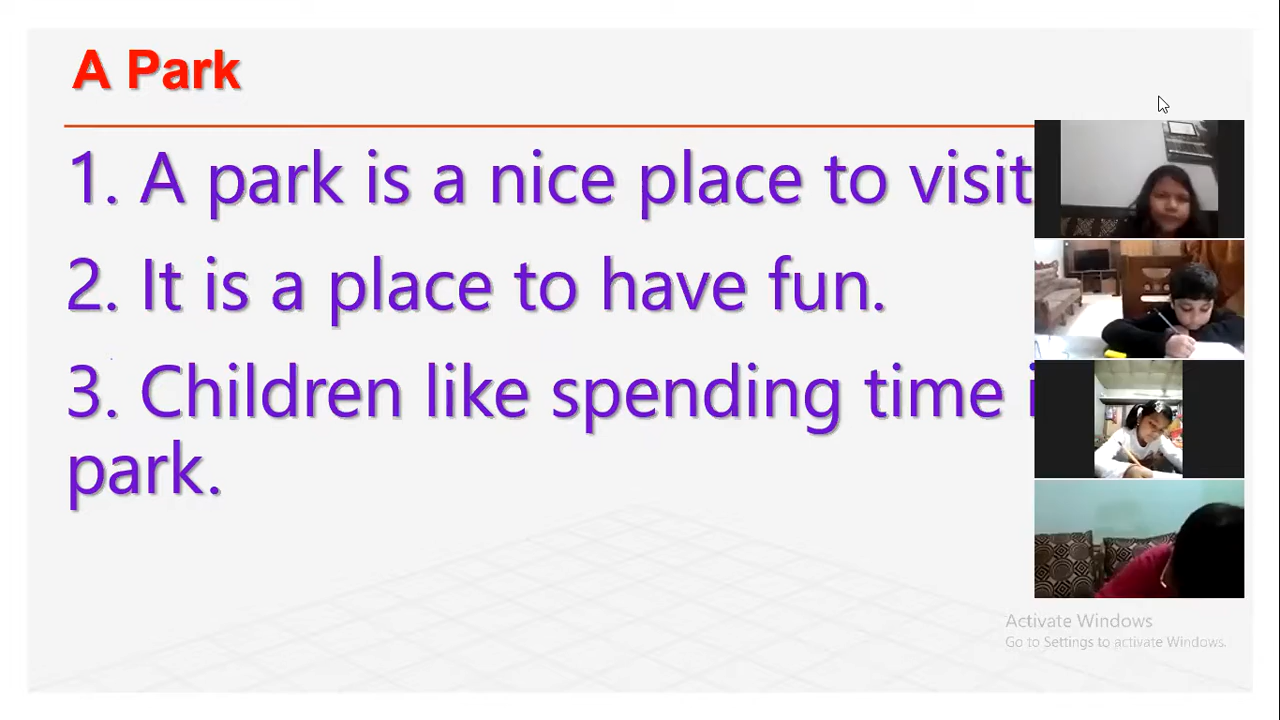 A Park
1. A park is a nice place to visit
2. It is a place to have fun.
3. Children like spending time
park.
Activate Windows
Go to Settings to activate Windows.